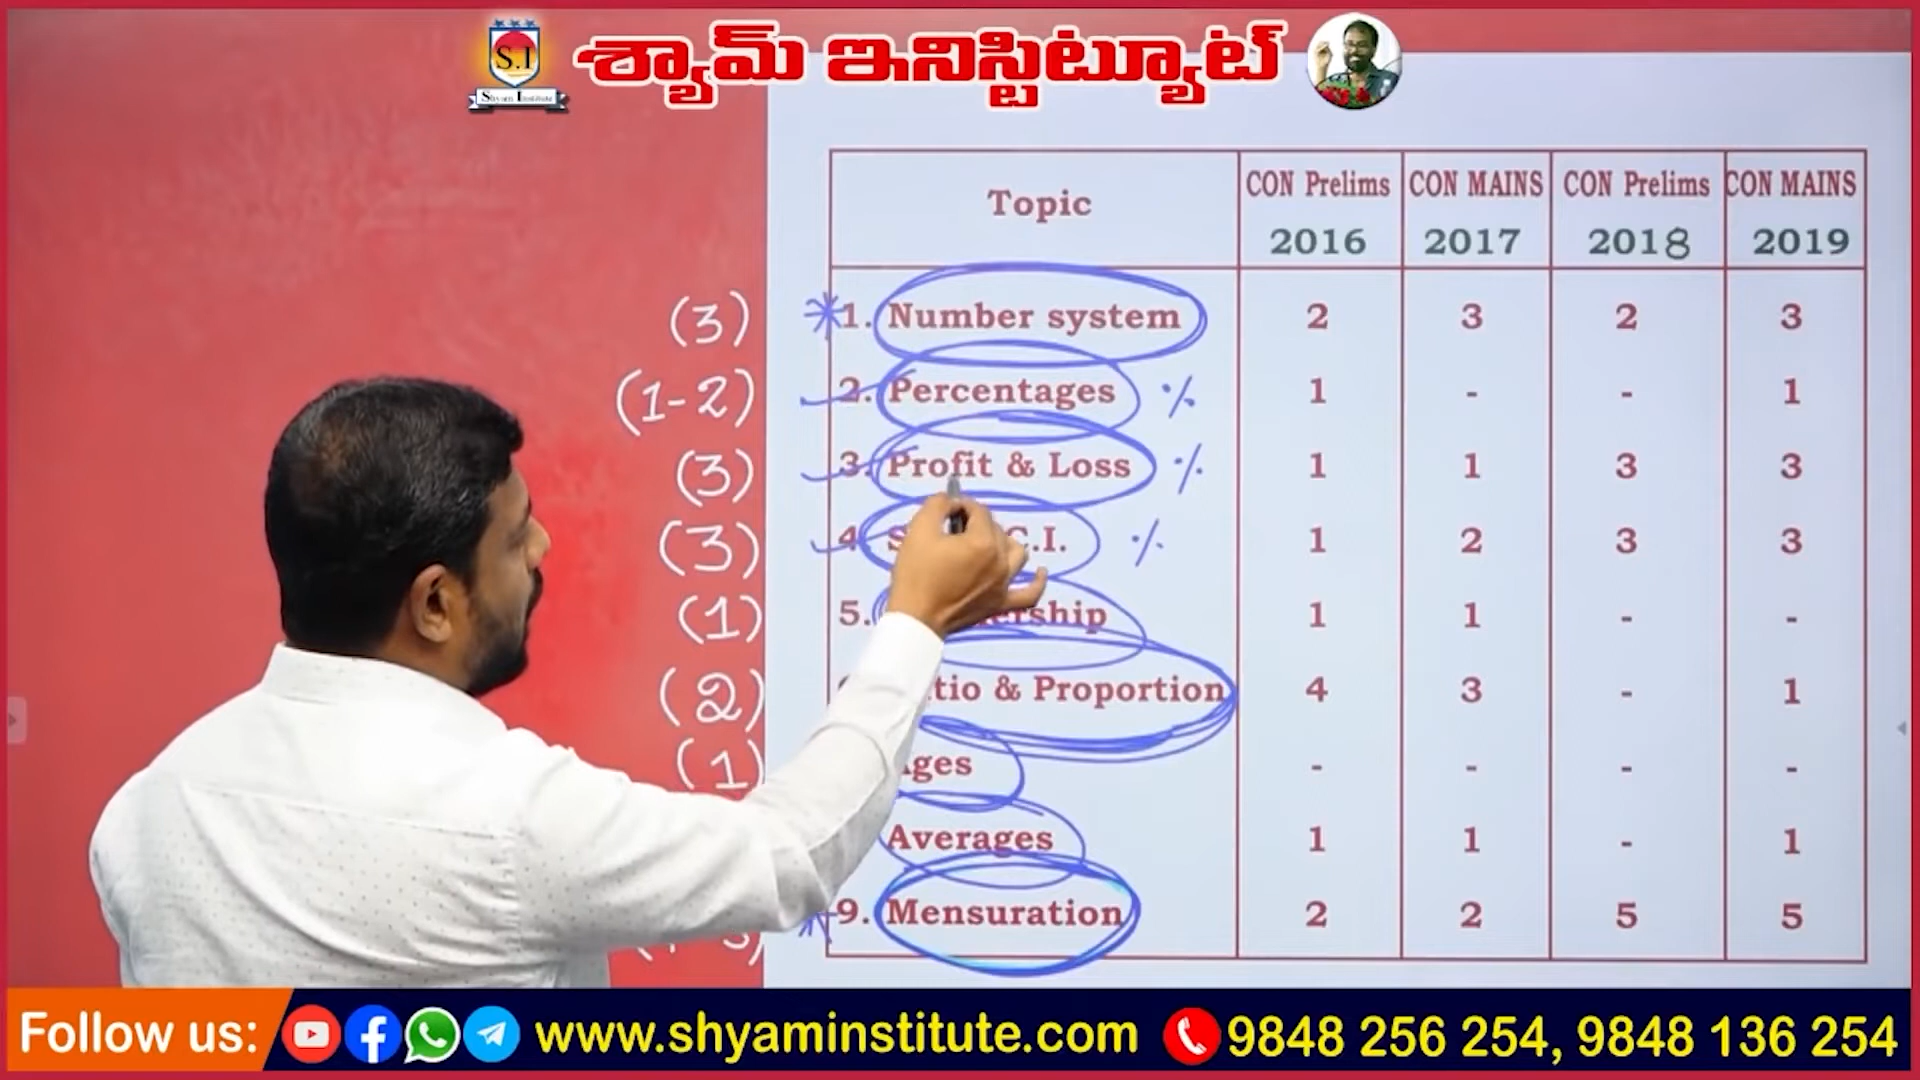 S.I
Shyam Institute
శ్యామ్ ఇనిస్టిట్యూట్
Topic CON Prelims 2016 CON MAINS 2017 CON Prelims 2018 CON MAINS 2019
(3) *1. Number system 2 3 2 3
(1-2) 2. Percentages % 1 - - 1
(3) 3. Profit & Loss % 1 1 3 3
(3) 4. C.I. % 1 2 3 3
(1) 5. 1 1 - -
(2) & Proportion 4 3 - 1
(1) - - - -
Averages 1 1 - 1
* 9. Mensuration 2 2 5 5
Follow us: www.shyaminstitute.com 9848 256 254, 9848 136 254